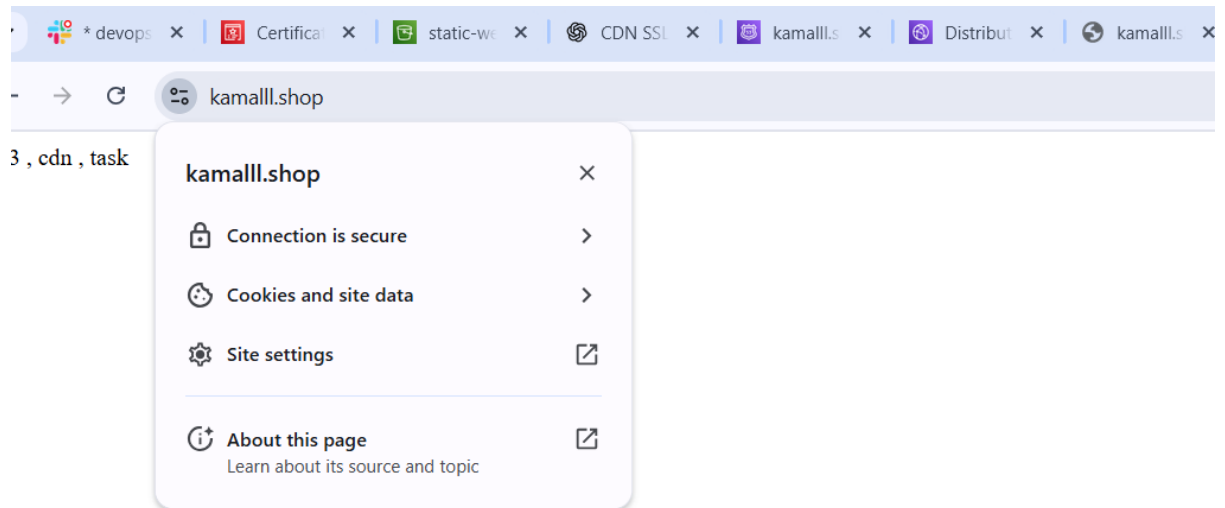 * devops Certificat static-we CDN SSL kamalll.s Distribut kamalll.s
kamalll.shop
3 , cdn , task
kamalll.shop
Connection is secure
Cookies and site data
Site settings
About this page
Learn about its source and topic